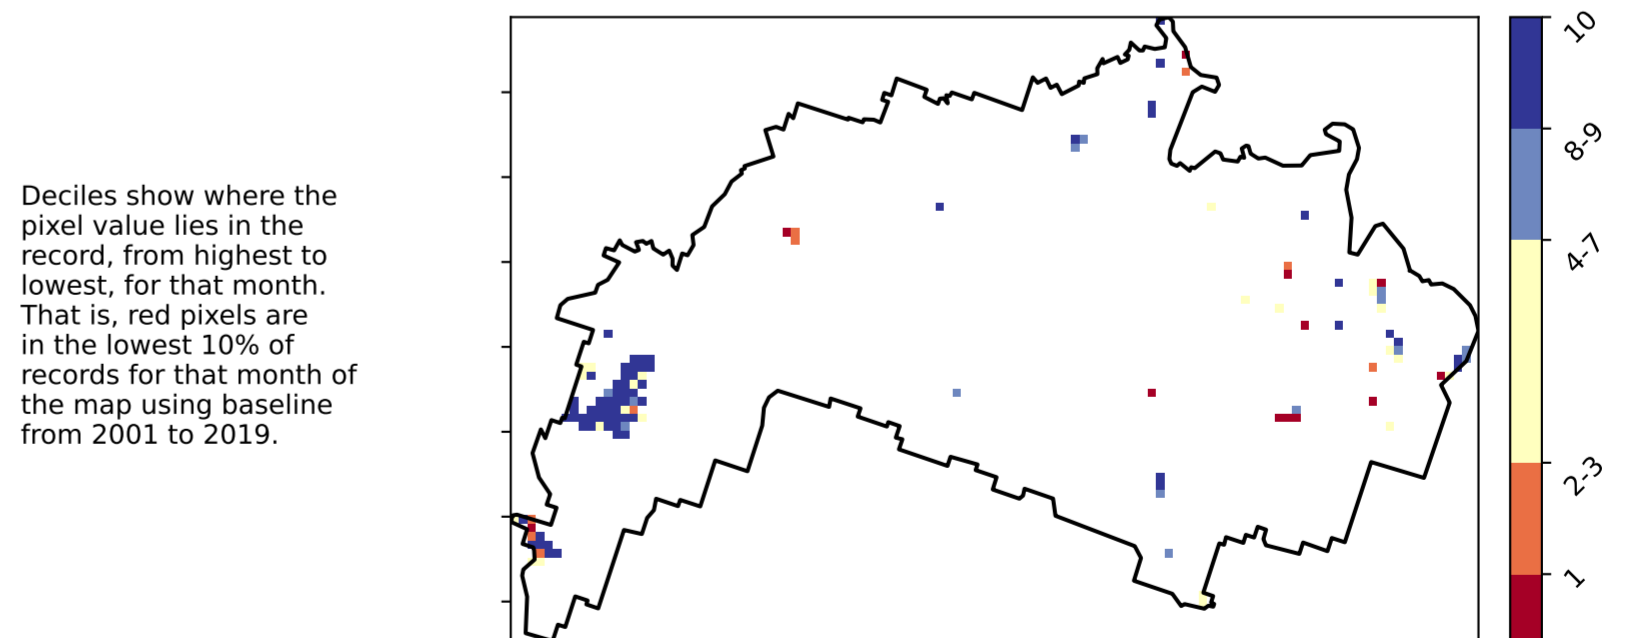 Deciles show where the
pixel value lies in the
record, from highest to
lowest, for that month.
That is, red pixels are
in the lowest 10% of
records for that month of
the map using baseline
from 2001 to 2019.
10
8-9
4-7
2-3
1